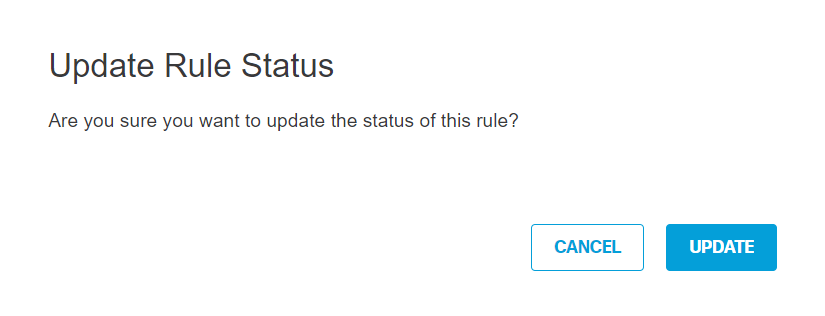 Update Rule Status
Are you sure you want to update the status of this rule?
CANCEL UPDATE